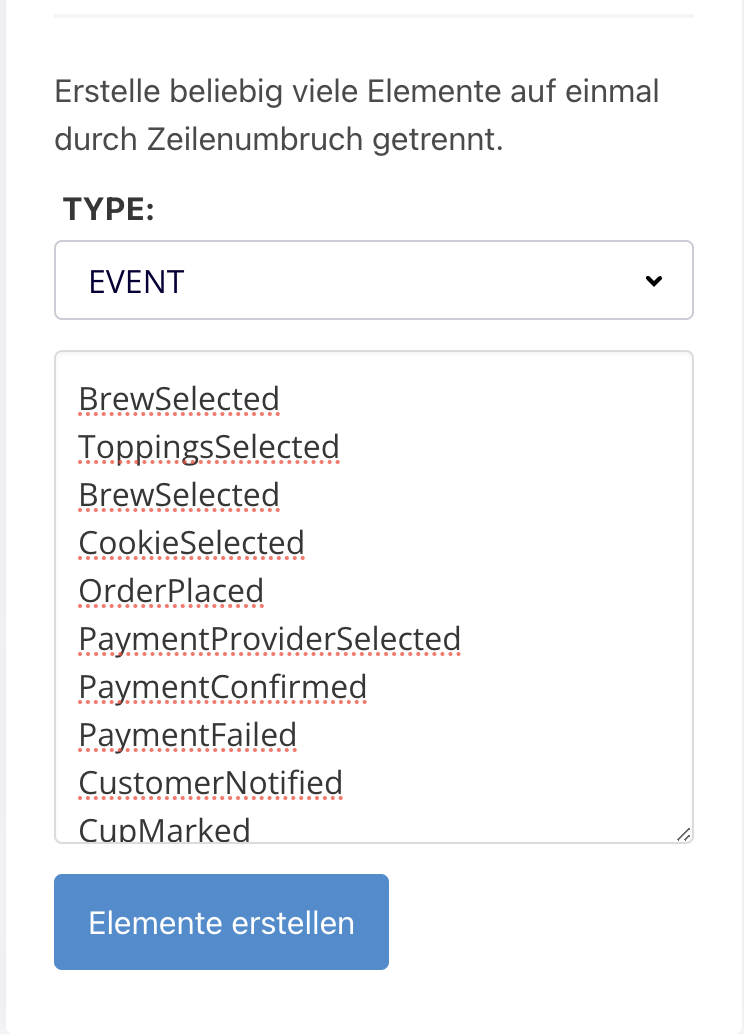 Erstelle beliebig viele Elemente auf einmal
durch Zeilenumbruch getrennt.
TYPE:
EVENT
BrewSelected
ToppingsSelected
BrewSelected
CookieSelected
OrderPlaced
PaymentProviderSelected
PaymentConfirmed
PaymentFailed
CustomerNotified
CupMarked
Elemente erstellen